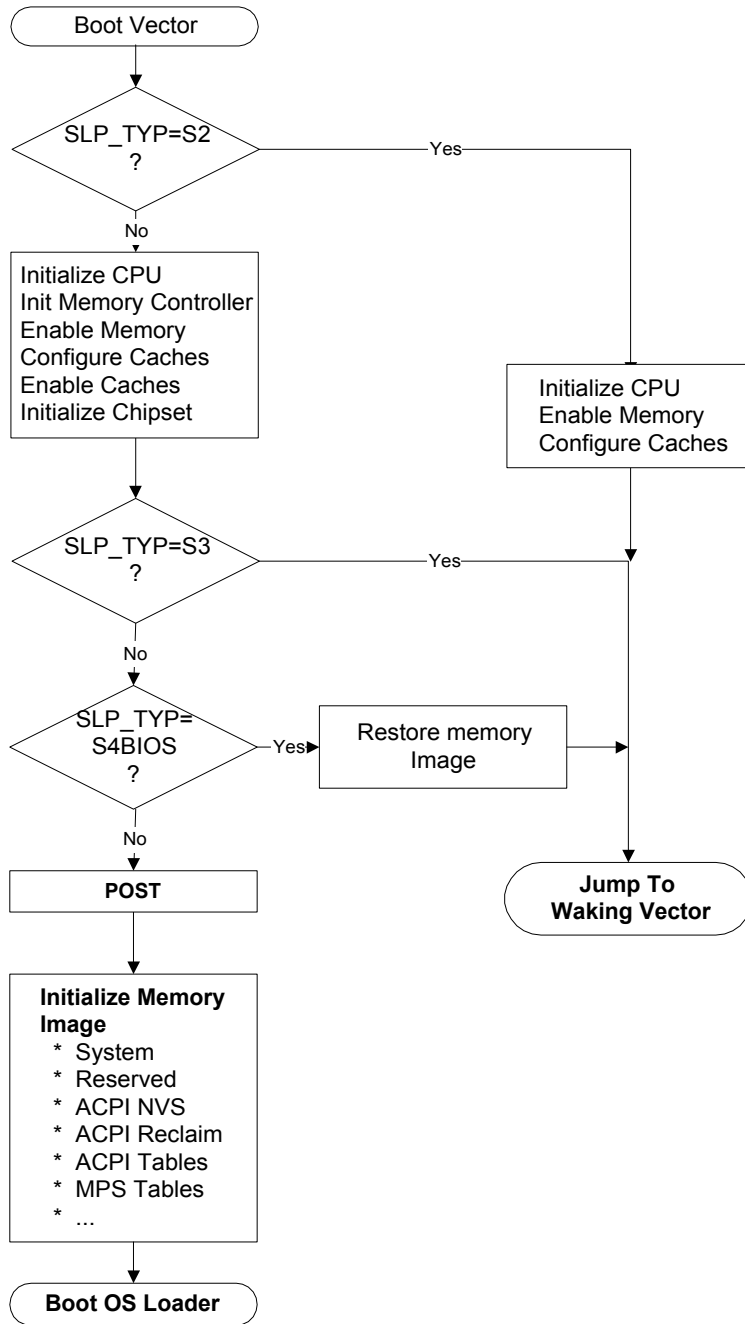 Boot Vector
SLP_TYP=S2
?
Yes
No
Initialize CPU
Init Memory Controller
Enable Memory
Configure Caches
Enable Caches
Initialize Chipset
Initialize CPU
Enable Memory
Configure Caches
SLP_TYP=S3
?
Yes
No
SLP_TYP=
S4BIOS
?
Yes
Restore memory
Image
No
POST
Jump To
Waking Vector
Initialize Memory
Image
* System
* Reserved
* ACPI NVS
* ACPI Reclaim
* ACPI Tables
* MPS Tables
* ...
Boot OS Loader